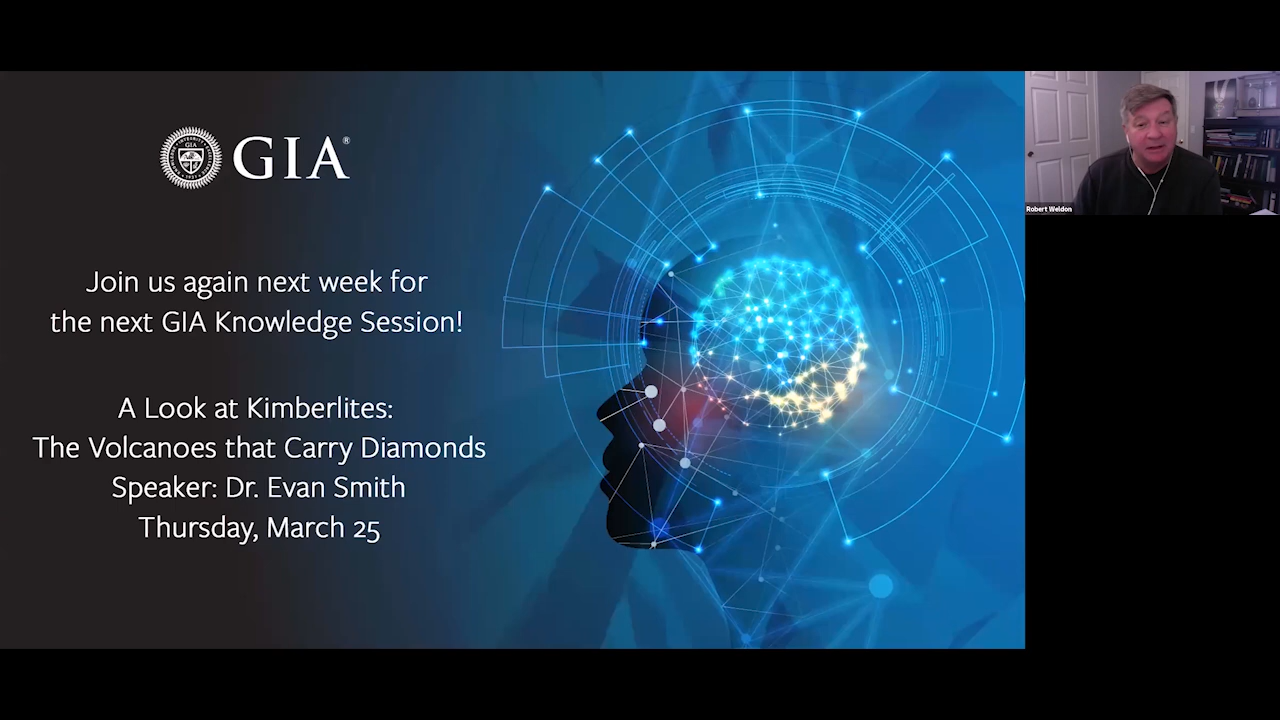 GIA®
Join us again next week for
the next GIA Knowledge Session!
A Look at Kimberlites:
The Volcanoes that Carry Diamonds
Speaker: Dr. Evan Smith
Thursday, March 25
Robert Weldon